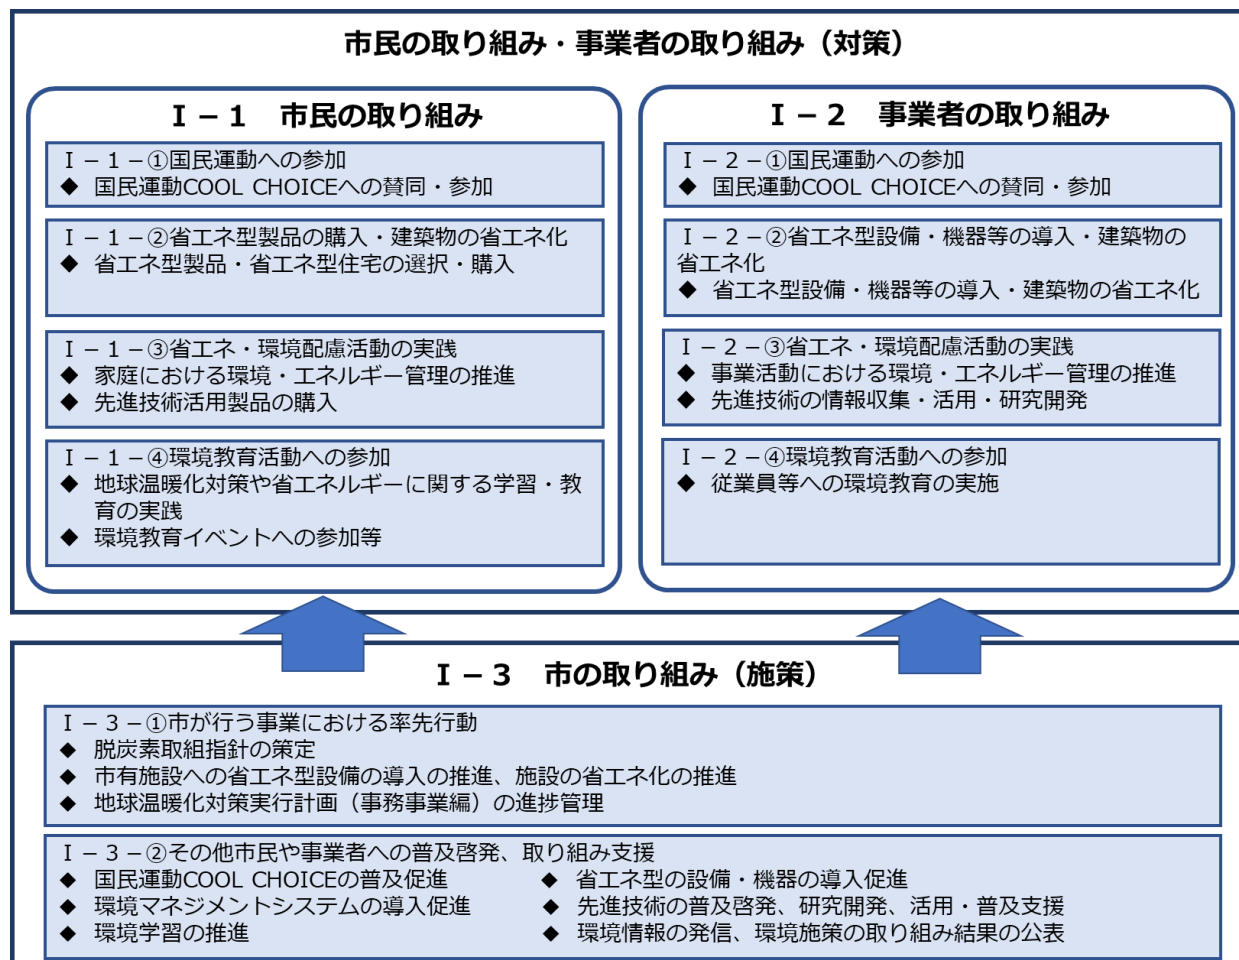 市民の取り組み・事業者の取り組み（対策）
Ⅰ－１　市民の取り組み
Ⅰ－１－①国民運動への参加
◆ 国民運動COOL CHOICEへの賛同・参加
Ⅰ－１－②省エネ型製品の購入・建築物の省エネ化
◆ 省エネ型製品・省エネ型住宅の選択・購入
Ⅰ－１－③省エネ・環境配慮活動の実践
◆ 家庭における環境・エネルギー管理の推進
◆ 先進技術活用製品の購入
Ⅰ－１－④環境教育活動への参加
◆ 地球温暖化対策や省エネルギーに関する学習・教
育の実践
◆ 環境教育イベントへの参加等
Ⅰ－２　事業者の取り組み
Ⅰ－２－①国民運動への参加
◆ 国民運動COOL CHOICEへの賛同・参加
Ⅰ－２－②省エネ型設備・機器等の導入・建築物の
省エネ化
◆ 省エネ型設備・機器等の導入・建築物の省エネ化
Ⅰ－２－③省エネ・環境配慮活動の実践
◆ 事業活動における環境・エネルギー管理の推進
◆ 先進技術の情報収集・活用・研究開発
Ⅰ－２－④環境教育活動への参加
◆ 従業員等への環境教育の実施
Ⅰ－３　市の取り組み（施策）
Ⅰ－３－①市が行う事業における率先行動
◆ 脱炭素取組指針の策定
◆ 市有施設への省エネ型設備の導入の推進、施設の省エネ化の推進
◆ 地球温暖化対策実行計画（事務事業編）の進捗管理
Ⅰ－３－②その他市民や事業者への普及啓発、取り組み支援
◆ 国民運動COOL CHOICEの普及促進
◆ 環境マネジメントシステムの導入促進
◆ 環境学習の推進
◆ 省エネ型の設備・機器の導入促進
◆ 先進技術の普及啓発、研究開発、活用・普及支援
◆ 環境情報の発信、環境施策の取り組み結果の公表